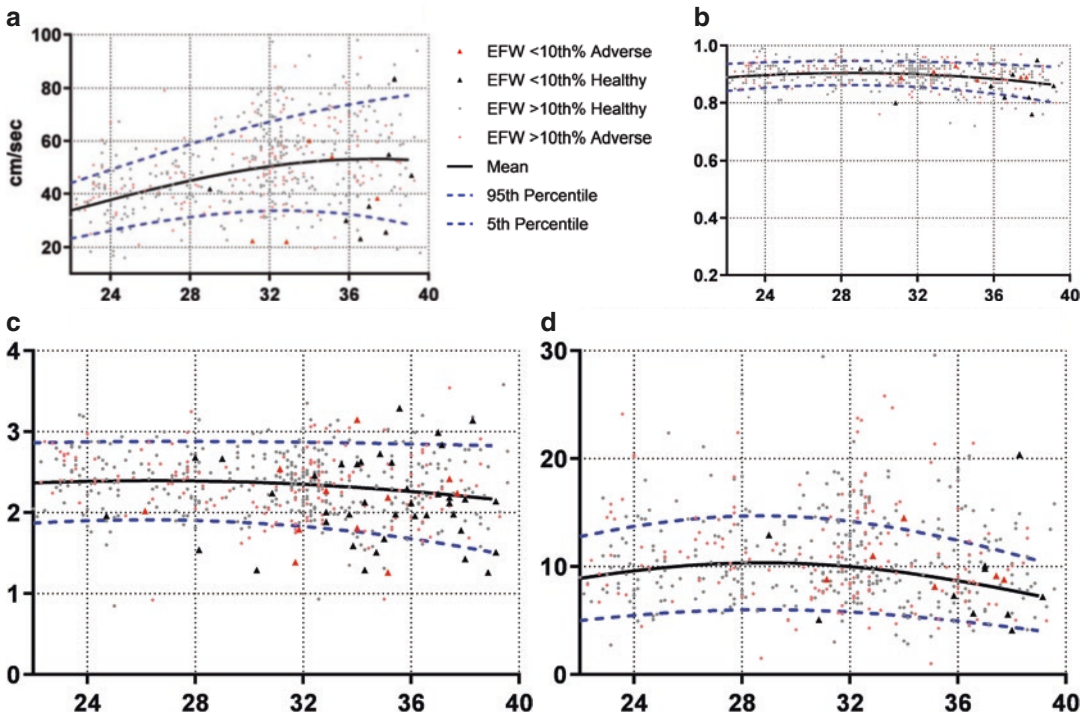 a
100
80
60
40
20
cm/sec
24 28 32 36 40
EFW <10th% Adverse
EFW <10th% Healthy
EFW >10th% Healthy
EFW >10th% Adverse
Mean
95th Percentile
5th Percentile
b
1.0
0.8
0.6
0.4
0.2
24 28 32 36 40
c
4
3
2
1
0
24 28 32 36 40
d
30
20
10
0
24 28 32 36 40